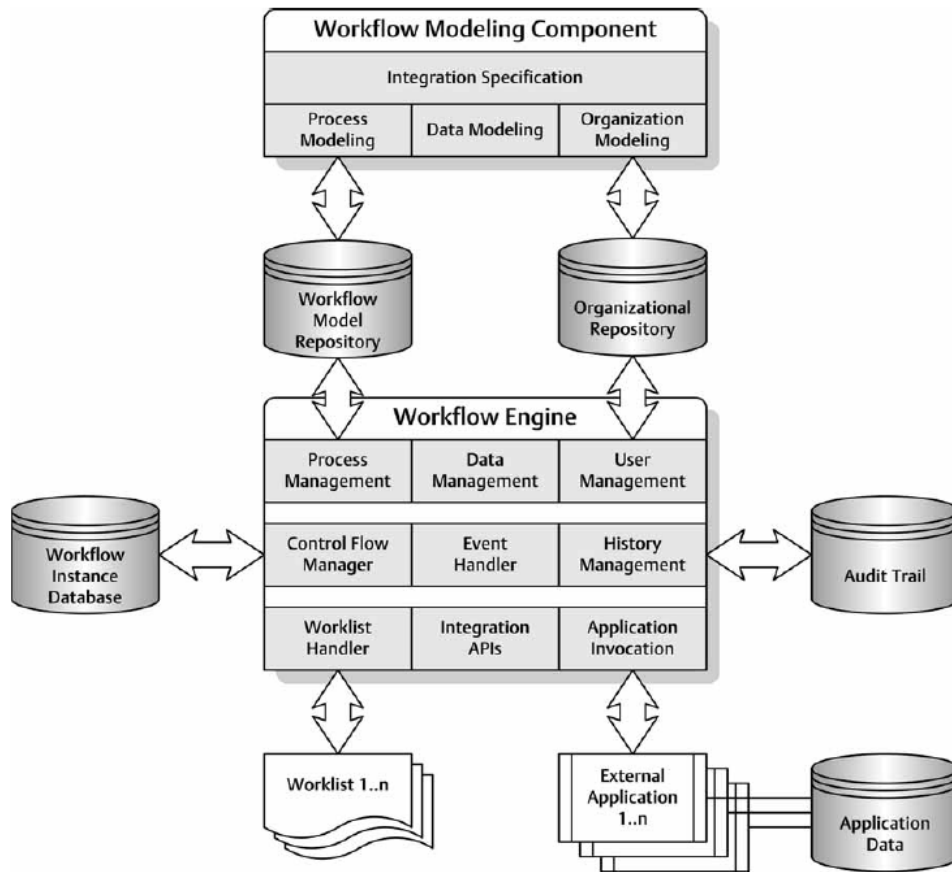 Workflow Modeling Component
Integration Specification
Process
Modeling
Data Modeling
Organization
Modeling
Workflow
Model
Repository
Organizational
Repository
Workflow Engine
Process
Management
Data
Management
User
Management
Workflow
Instance
Database
Control Flow
Manager
Event
Handler
History
Management
Audit Trail
Worklist
Handler
Integration
APIs
Application
Invocation
Worklist 1..n
External
Application
1..n
Application
Data